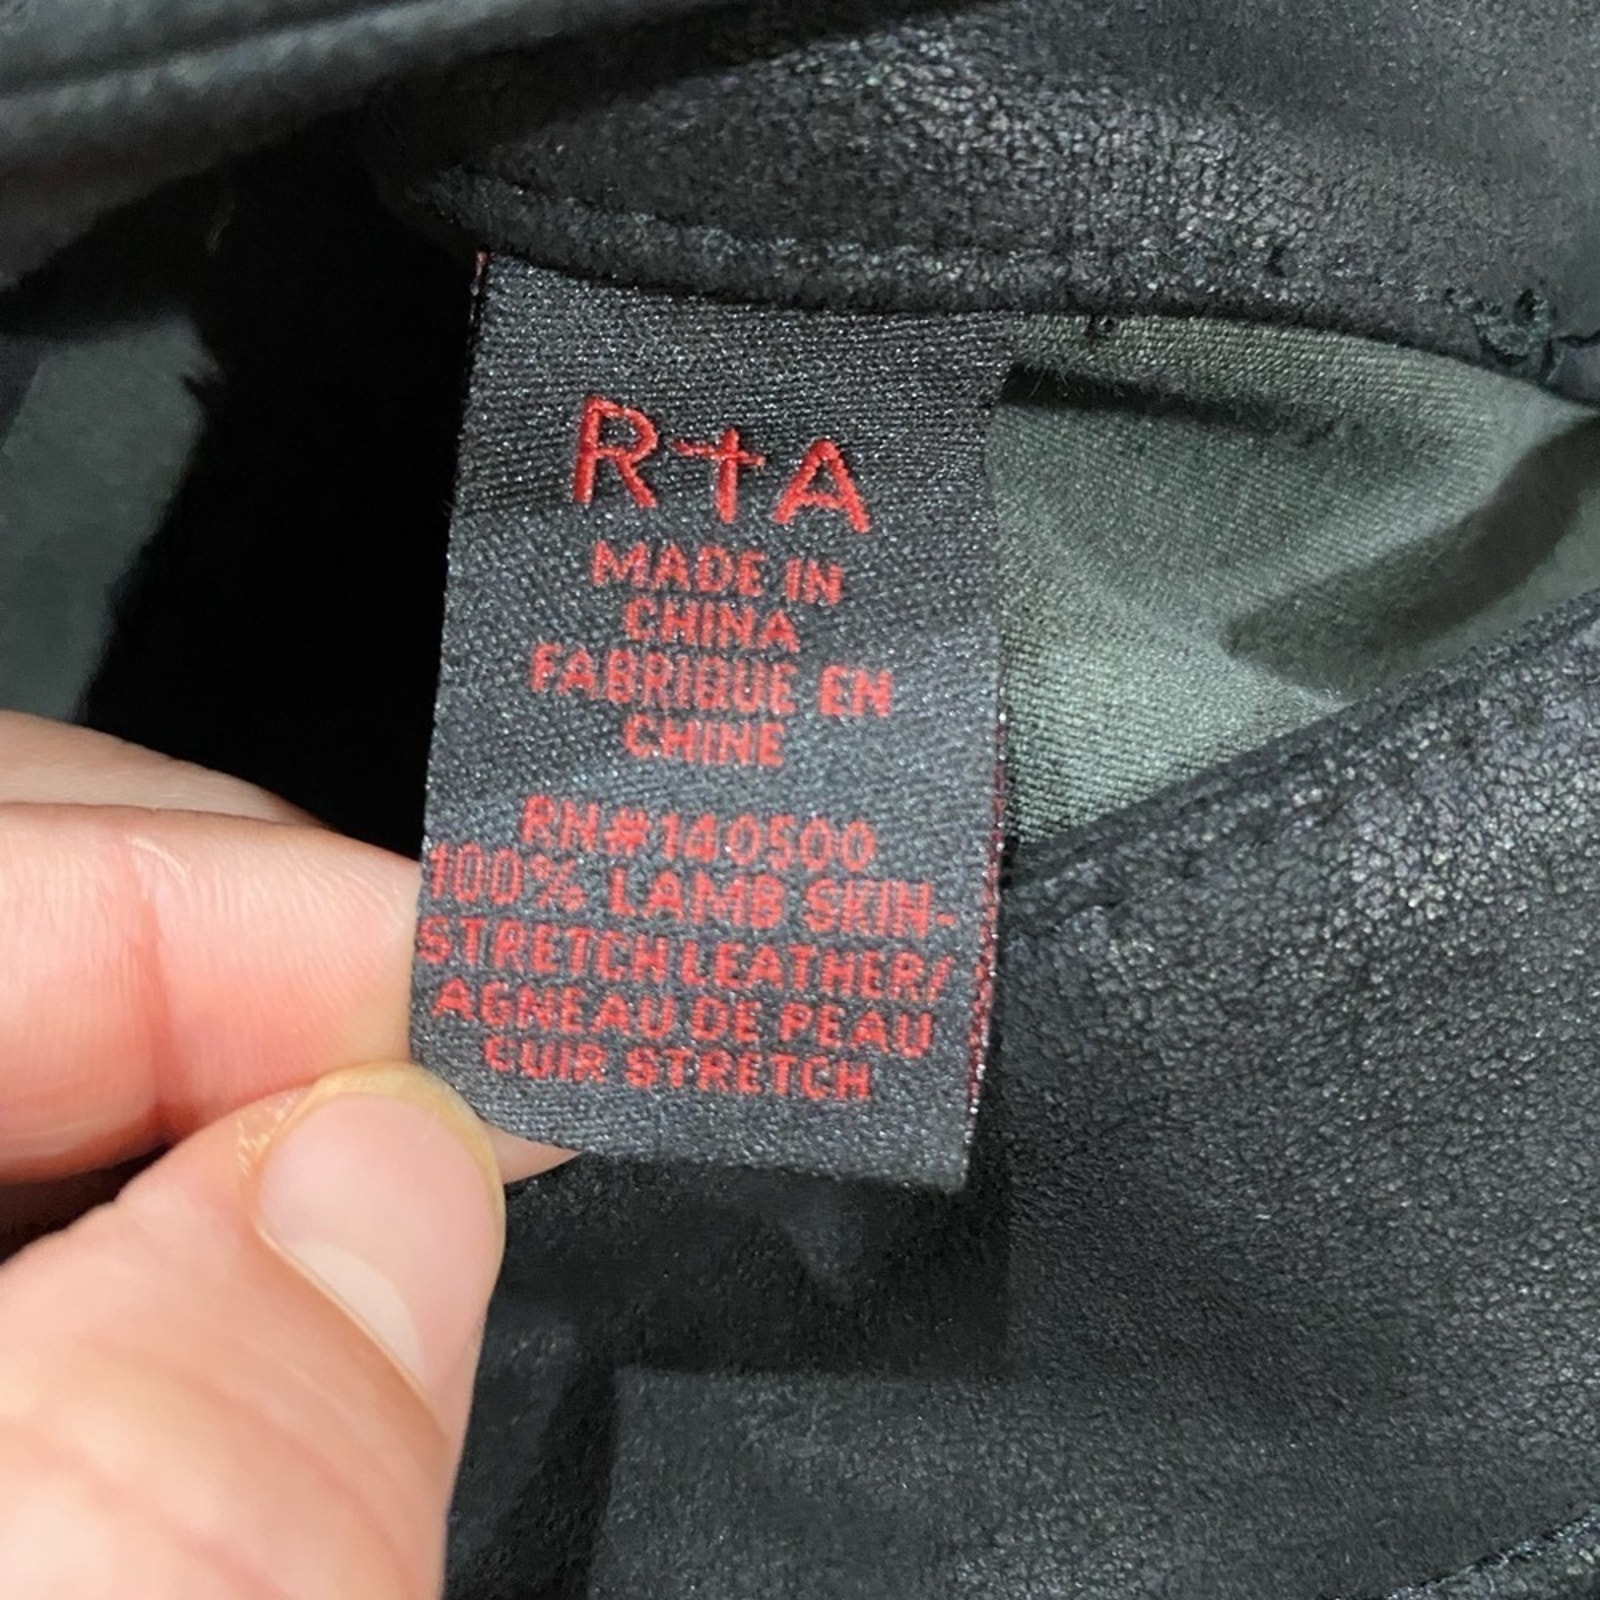 R†A
MADE IN
CHINA
FABRIQUE EN
CHINE
RN#140500
100% LAMB SKIN-
STRETCH LEATHER/
AGNEAU DE PEAU
CUIR STRETCH